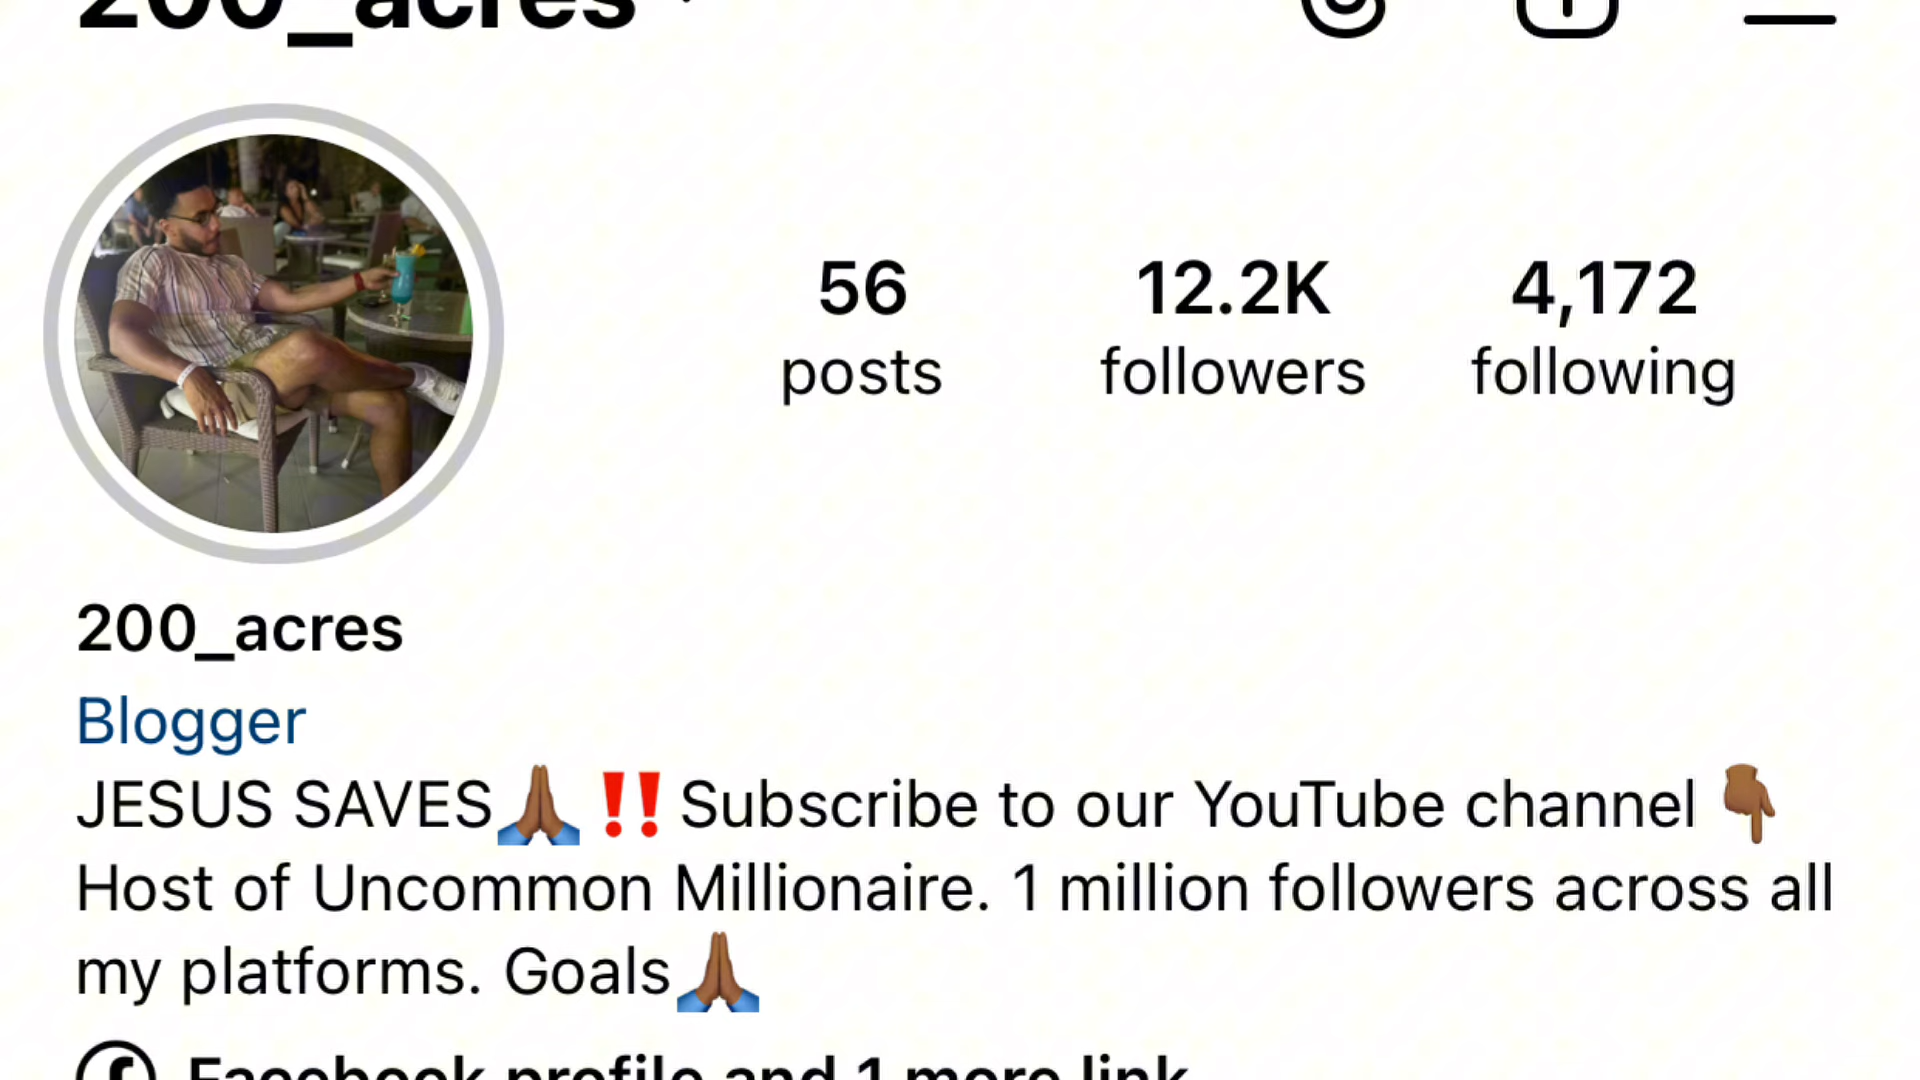 200_acres
56
posts
12.2K
followers
4,172
following
200_acres
Blogger
JESUS SAVES🙏🏾‼️Subscribe to our YouTube channel 👇🏾
Host of Uncommon Millionaire. 1 million followers across all
my platforms. Goals🙏🏾
Facebook profile and 1 more link